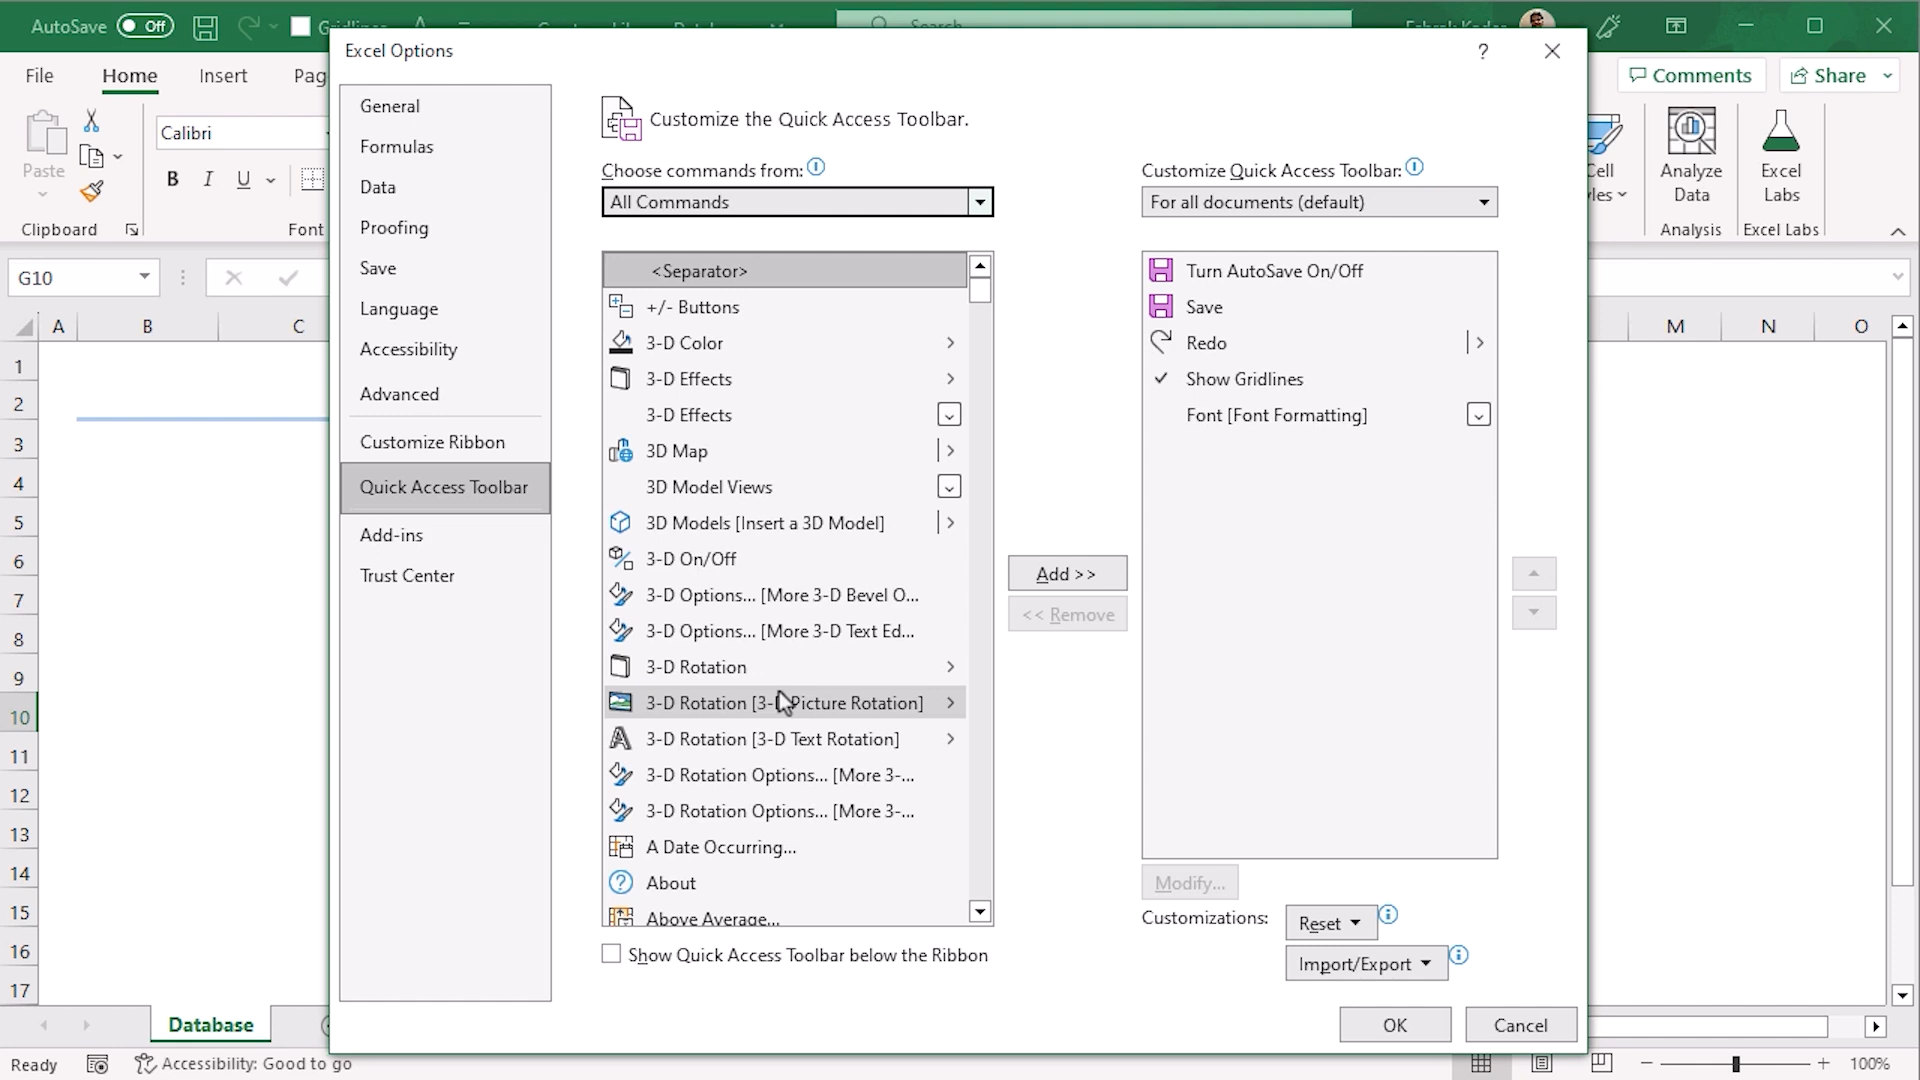 AutoSave Off
Search
File Home Insert Pag
Comments Share
Excel Options
General
Formulas
Data
Proofing
Save
Language
Accessibility
Advanced
Customize Ribbon
Quick Access Toolbar
Add-ins
Trust Center
Customize the Quick Access Toolbar.
Choose commands from:
All Commands
<Separator>
+/- Buttons
3-D Color
3-D Effects
3-D Effects
3D Map
3D Model Views
3D Models [Insert a 3D Model]
3-D On/Off
3-D Options... [More 3-D Bevel O...
3-D Options... [More 3-D Text Ed...
3-D Rotation
3-D Rotation [3-D Picture Rotation]
3-D Rotation [3-D Text Rotation]
3-D Rotation Options... [More 3-...
3-D Rotation Options... [More 3-...
A Date Occurring...
About
Above Average...
Show Quick Access Toolbar below the Ribbon
Add >>
<< Remove
Customize Quick Access Toolbar:
For all documents (default)
Turn AutoSave On/Off
Save
Redo
Show Gridlines
Font [Font Formatting]
Modify...
Customizations: Reset
Import/Export
OK Cancel
Paste
Clipboard
Calibri
B I U
Font
Cell
Analyze
Data
Analysis
Excel
Labs
Excel Labs
G10
A B C M N O
1
2
3
4
5
6
7
8
9
10
11
12
13
14
15
16
17
Database
Ready Accessibility: Good to go 100%